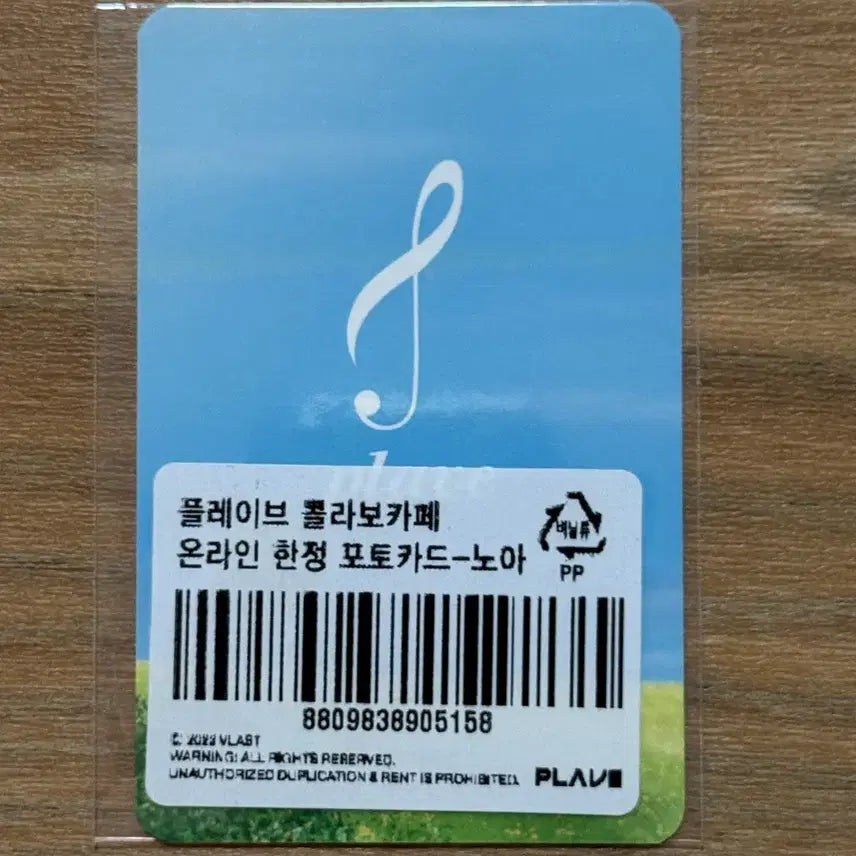 plave
플레이브 콜라보카페
온라인 한정 포토카드-노아
비닐류
PP
8809838905158
© 2023 VLAST
WARNING! ALL RIGHTS RESERVED.
UNAUTHORIZED DUPLICATION & RENT IS PROHIBITED.
PLAVE